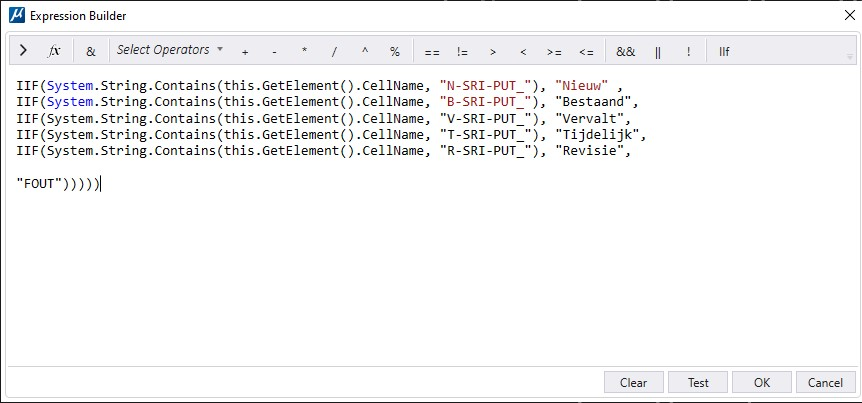 Expression Builder
fx & Select Operators + - * / ^ % == != > < >= <= && || ! IIf
IIF(System.String.Contains(this.GetElement().CellName, "N-SRI-PUT_"), "Nieuw" ,
IIF(System.String.Contains(this.GetElement().CellName, "B-SRI-PUT_"), "Bestaand",
IIF(System.String.Contains(this.GetElement().CellName, "V-SRI-PUT_"), "Vervalt",
IIF(System.String.Contains(this.GetElement().CellName, "T-SRI-PUT_"), "Tijdelijk",
IIF(System.String.Contains(this.GetElement().CellName, "R-SRI-PUT_"), "Revisie",
"FOUT")))))
Clear Test OK Cancel